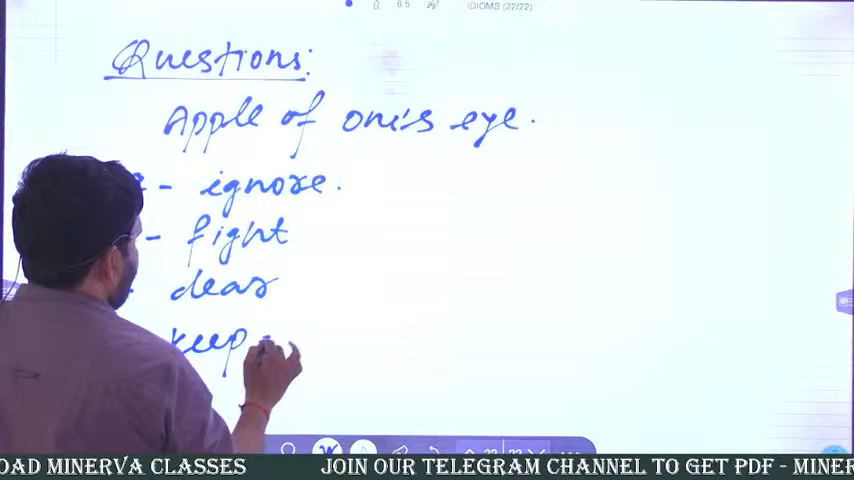 65 IDIOMS (22/22)
Questions:
Apple of one's eye.
- ignore.
- fight
dear
keep
OAD MINERVA CLASSES JOIN OUR TELEGRAM CHANNEL TO GET PDF - MINER